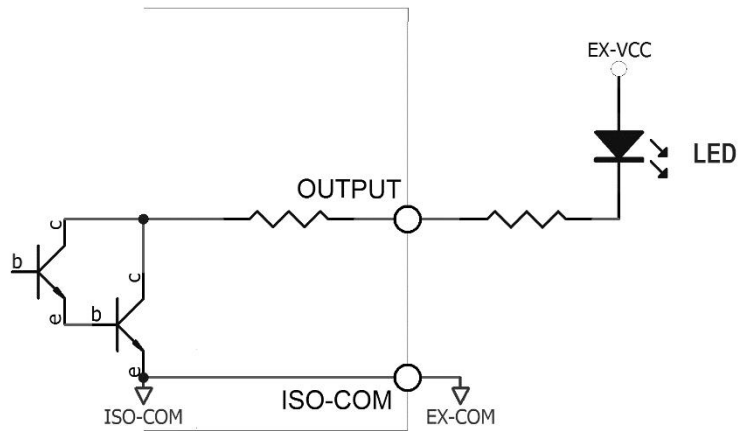 EX-VCC
LED
OUTPUT
c
b
c
e
b
e
ISO-COM
ISO-COM
EX-COM